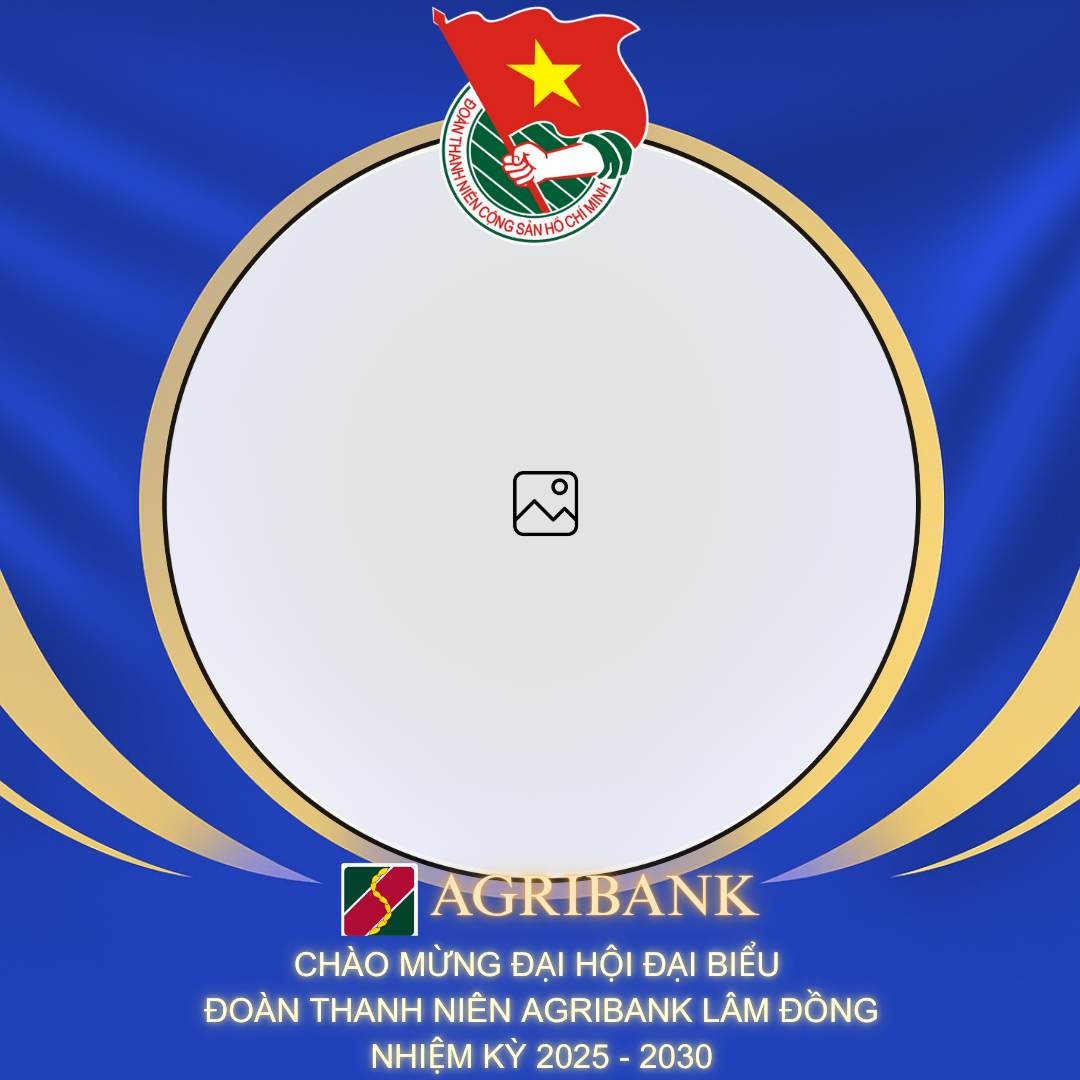 ĐOÀN THANH NIÊN CỘNG SẢN HỒ CHÍ MINH
AGRIBANK
CHÀO MỪNG ĐẠI HỘI ĐẠI BIỂU
ĐOÀN THANH NIÊN AGRIBANK LÂM ĐỒNG
NHIỆM KỲ 2025 - 2030